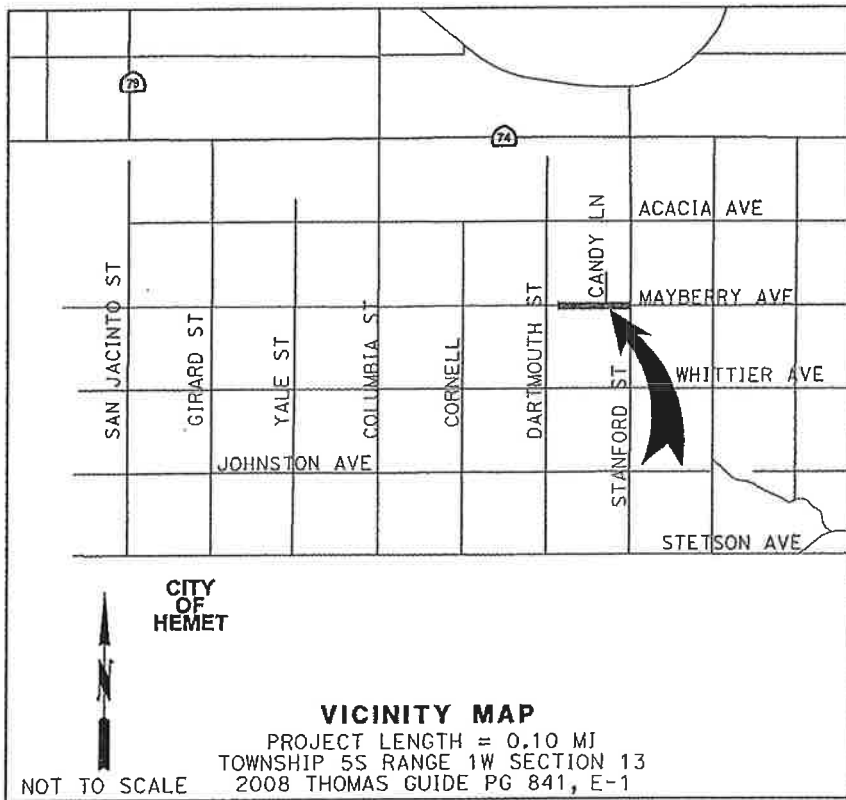 79
74
ACACIA AVE
CANDY LN
MAYBERRY AVE
SAN JACINTO ST
GIRARD ST
YALE ST
COLUMBIA ST
CORNELL
DARTMOUTH ST
STANFORD ST
WHITTIER AVE
JOHNSTON AVE
STETSON AVE
CITY
OF
HEMET
N
NOT TO SCALE
VICINITY MAP
PROJECT LENGTH = 0.10 MI
TOWNSHIP 5S RANGE 1W SECTION 13
2008 THOMAS GUIDE PG 841, E-1